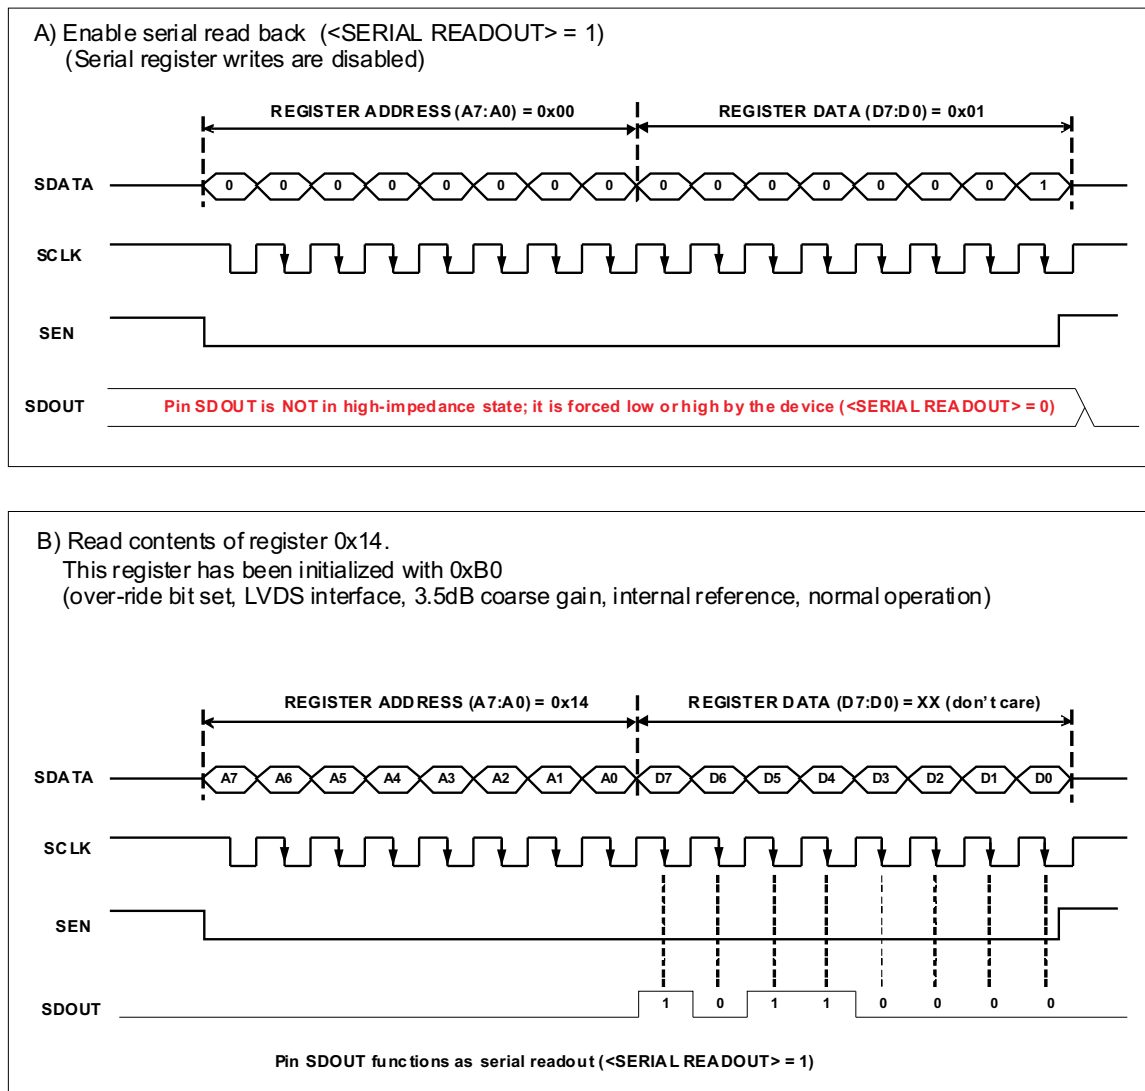 A) Enable serial read back (<SERIAL READOUT> = 1)
(Serial register writes are disabled)
REGISTER ADDRESS (A7:A0) = 0x00 REGISTER DATA (D7:D0) = 0x01
SDATA 0 0 0 0 0 0 0 0 0 0 0 0 0 0 0 1
SCLK
SEN
SDOUT Pin SDOUT is NOT in high-impedance state; it is forced low or high by the device (<SERIAL READOUT> = 0)
B) Read contents of register 0x14.
This register has been initialized with 0xB0
(over-ride bit set, LVDS interface, 3.5dB coarse gain, internal reference, normal operation)
REGISTER ADDRESS (A7:A0) = 0x14 REGISTER DATA (D7:D0) = XX (don't care)
SDATA A7 A6 A5 A4 A3 A2 A1 A0 D7 D6 D5 D4 D3 D2 D1 D0
SCLK
SEN
SDOUT 1 0 1 1 0 0 0 0
Pin SDOUT functions as serial readout (<SERIAL READOUT> = 1)